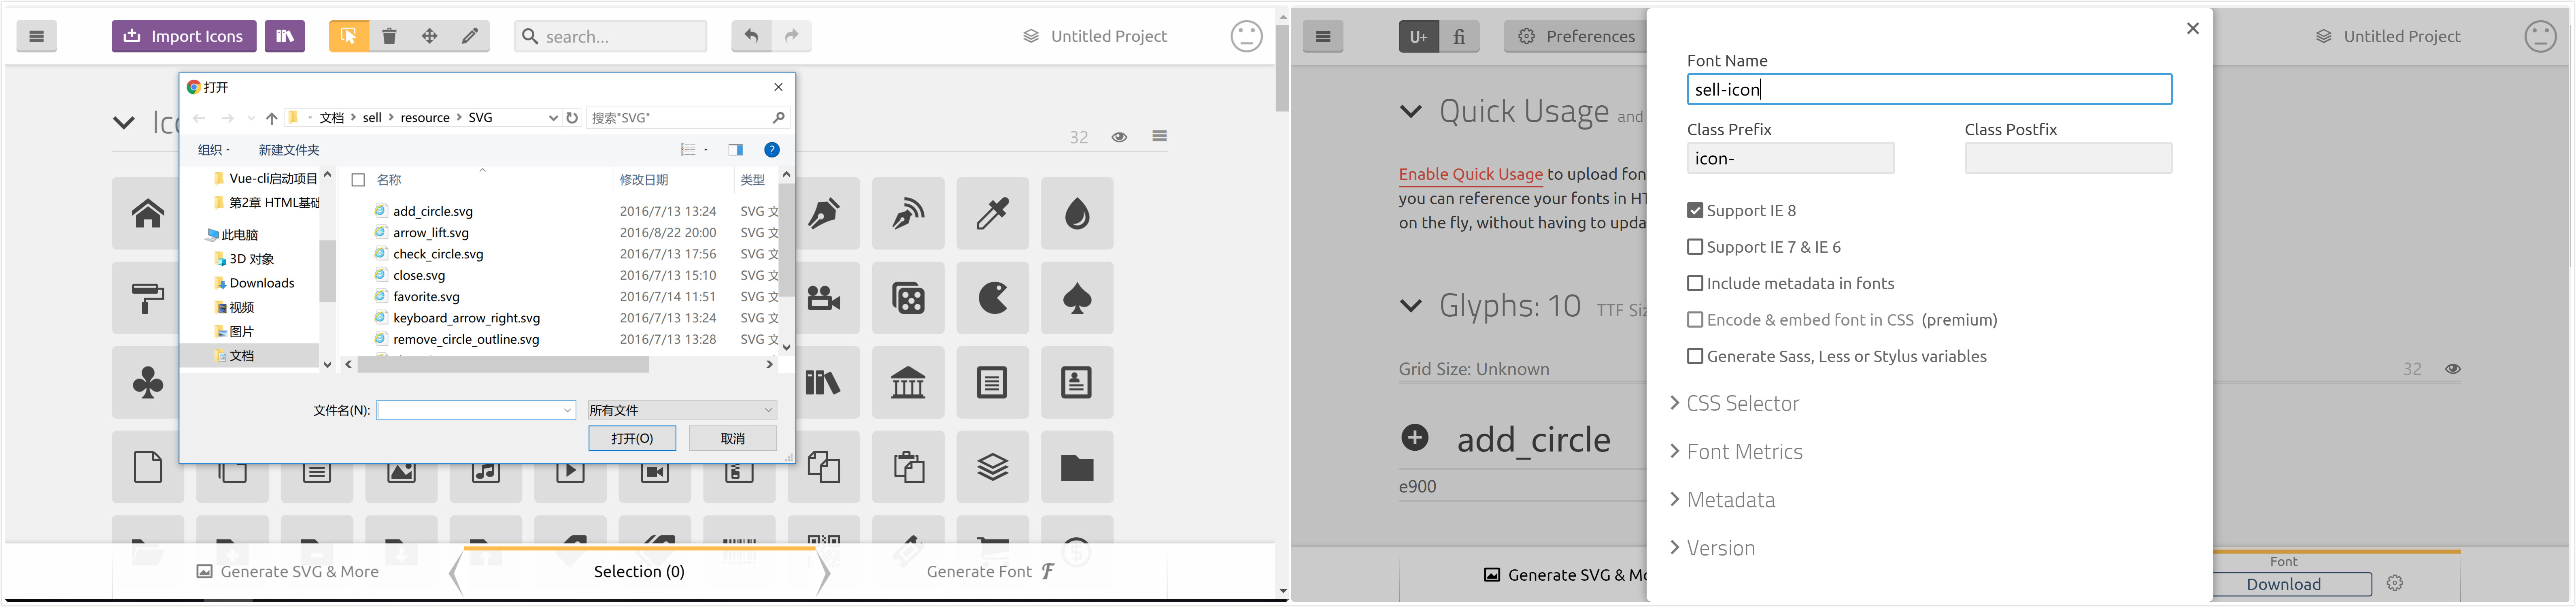 Import Icons
search...
Untitled Project
Ico
32
打开
文档 > sell > resource > SVG
搜索"SVG"
组织
新建文件夹
名称
修改日期
类型
Vue-cli启动项目
第2章 HTML基础
此电脑
3D 对象
Downloads
视频
图片
文档
add_circle.svg 2016/7/13 13:24 SVG 文
arrow_lift.svg 2016/8/22 20:00 SVG 文
check_circle.svg 2016/7/13 17:56 SVG 文
close.svg 2016/7/13 15:10 SVG 文
favorite.svg 2016/7/14 11:51 SVG 文
keyboard_arrow_right.svg 2016/7/13 13:24 SVG 文
remove_circle_outline.svg 2016/7/13 13:28 SVG 文
文件名(N):
所有文件
打开(O)
取消
Generate SVG & More
Selection (0)
Generate Font
U+
fi
Preferences
Untitled Project
Quick Usage and
Enable Quick Usage to upload fon
you can reference your fonts in HT
on the fly, without having to upda
Glyphs: 10 TTF Siz
Grid Size: Unknown
32
add_circle
e900
Generate SVG & Mo
Font
Download
Font Name
sell-icon
Class Prefix
Class Postfix
icon-
Support IE 8
Support IE 7 & IE 6
Include metadata in fonts
Encode & embed font in CSS (premium)
Generate Sass, Less or Stylus variables
CSS Selector
Font Metrics
Metadata
Version